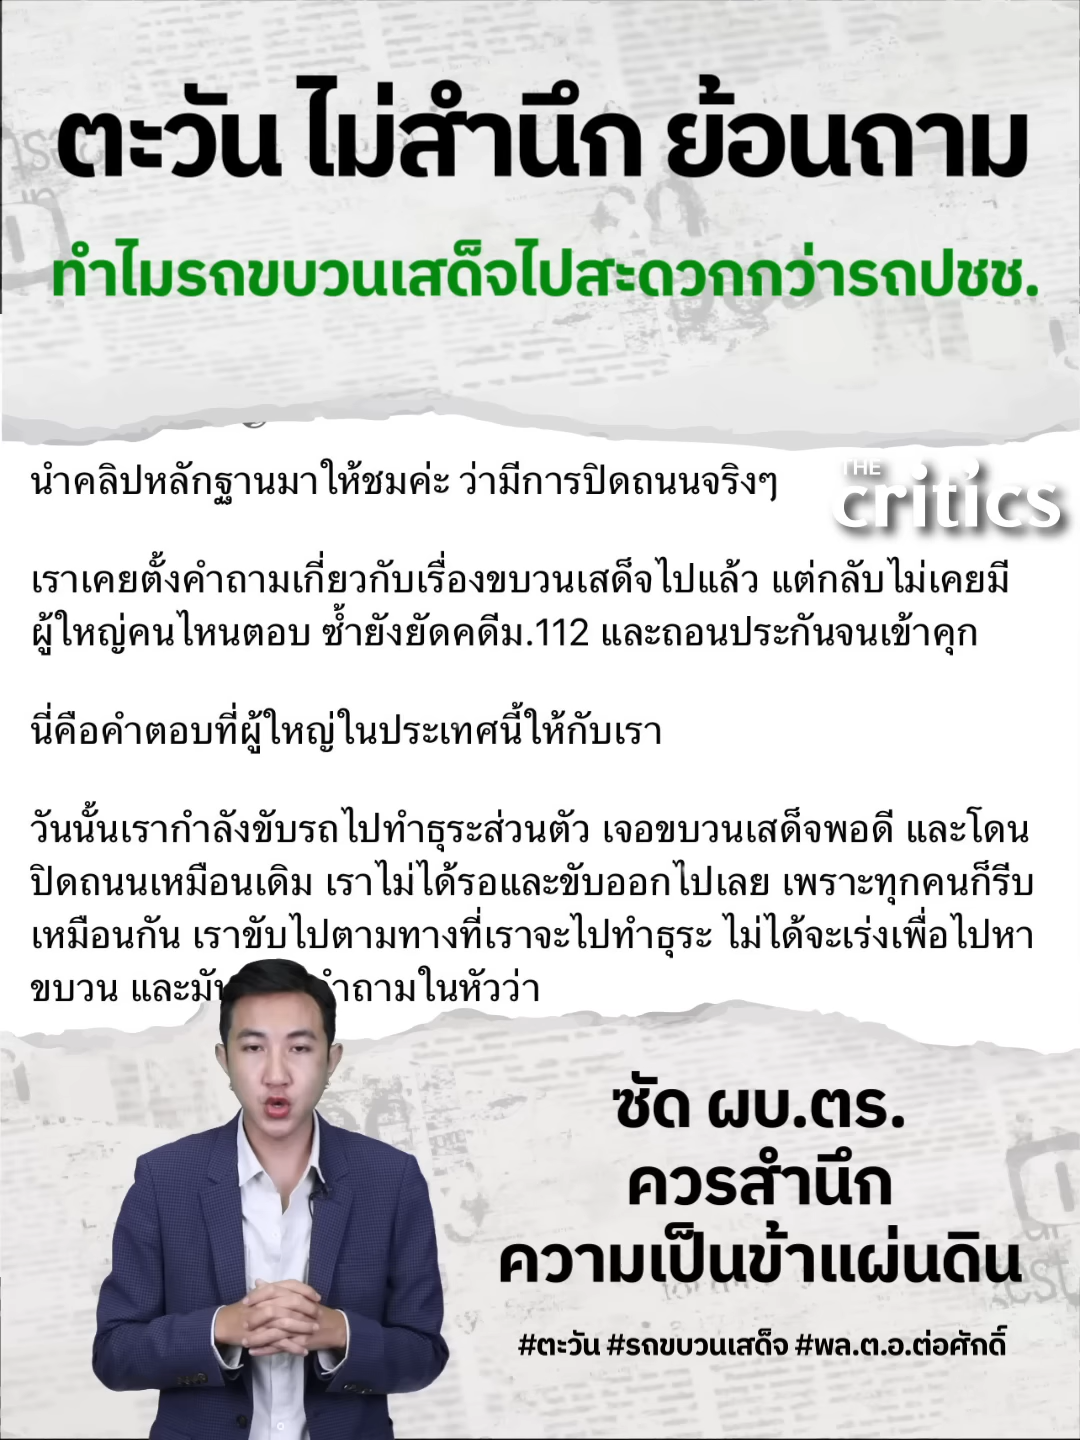 ตะวัน ไม่สำนึก ย้อนถาม
ทำไมรถขบวนเสด็จไปสะดวกกว่ารถปชช.
THE
critics
นำคลิปหลักฐานมาให้ชมค่ะ ว่ามีการปิดถนนจริงๆ
เราเคยตั้งคำถามเกี่ยวกับเรื่องขบวนเสด็จไปแล้ว แต่กลับไม่เคยมี
ผู้ใหญ่คนไหนตอบ ซ้ำยังยัดคดีม.112 และถอนประกันจนเข้าคุก
นี่คือคำตอบที่ผู้ใหญ่ในประเทศนี้ให้กับเรา
วันนั้นเรากำลังขับรถไปทำธุระส่วนตัว เจอขบวนเสด็จพอดี และโดน
ปิดถนนเหมือนเดิม เราไม่ได้รอและขับออกไปเลย เพราะทุกคนก็รีบ
เหมือนกัน เราขับไปตามทางที่เราจะไปทำธุระ ไม่ได้จะเร่งเพื่อไปหา
ขบวน และ ในหัวว่า
ซัด ผบ.ตร.
ควรสำนึก
ความเป็นข้าแผ่นดิน
#ตะวัน #รถขบวนเสด็จ #พล.ต.อ.ต่อศักดิ์